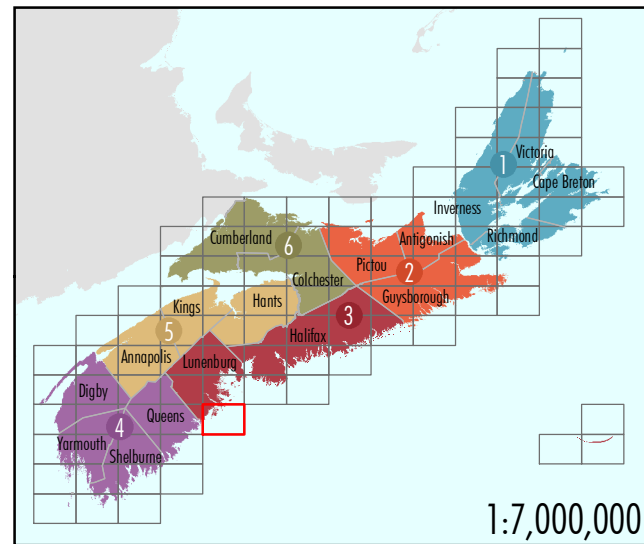 Victoria
1
Cape Breton
Inverness
Richmond
Cumberland
6
Antigonish
Pictou
2
Colchester
Guysborough
Hants
Kings
3
5
Halifax
Annapolis
Lunenburg
Digby
Queens
4
Yarmouth
Shelburne
1:7,000,000